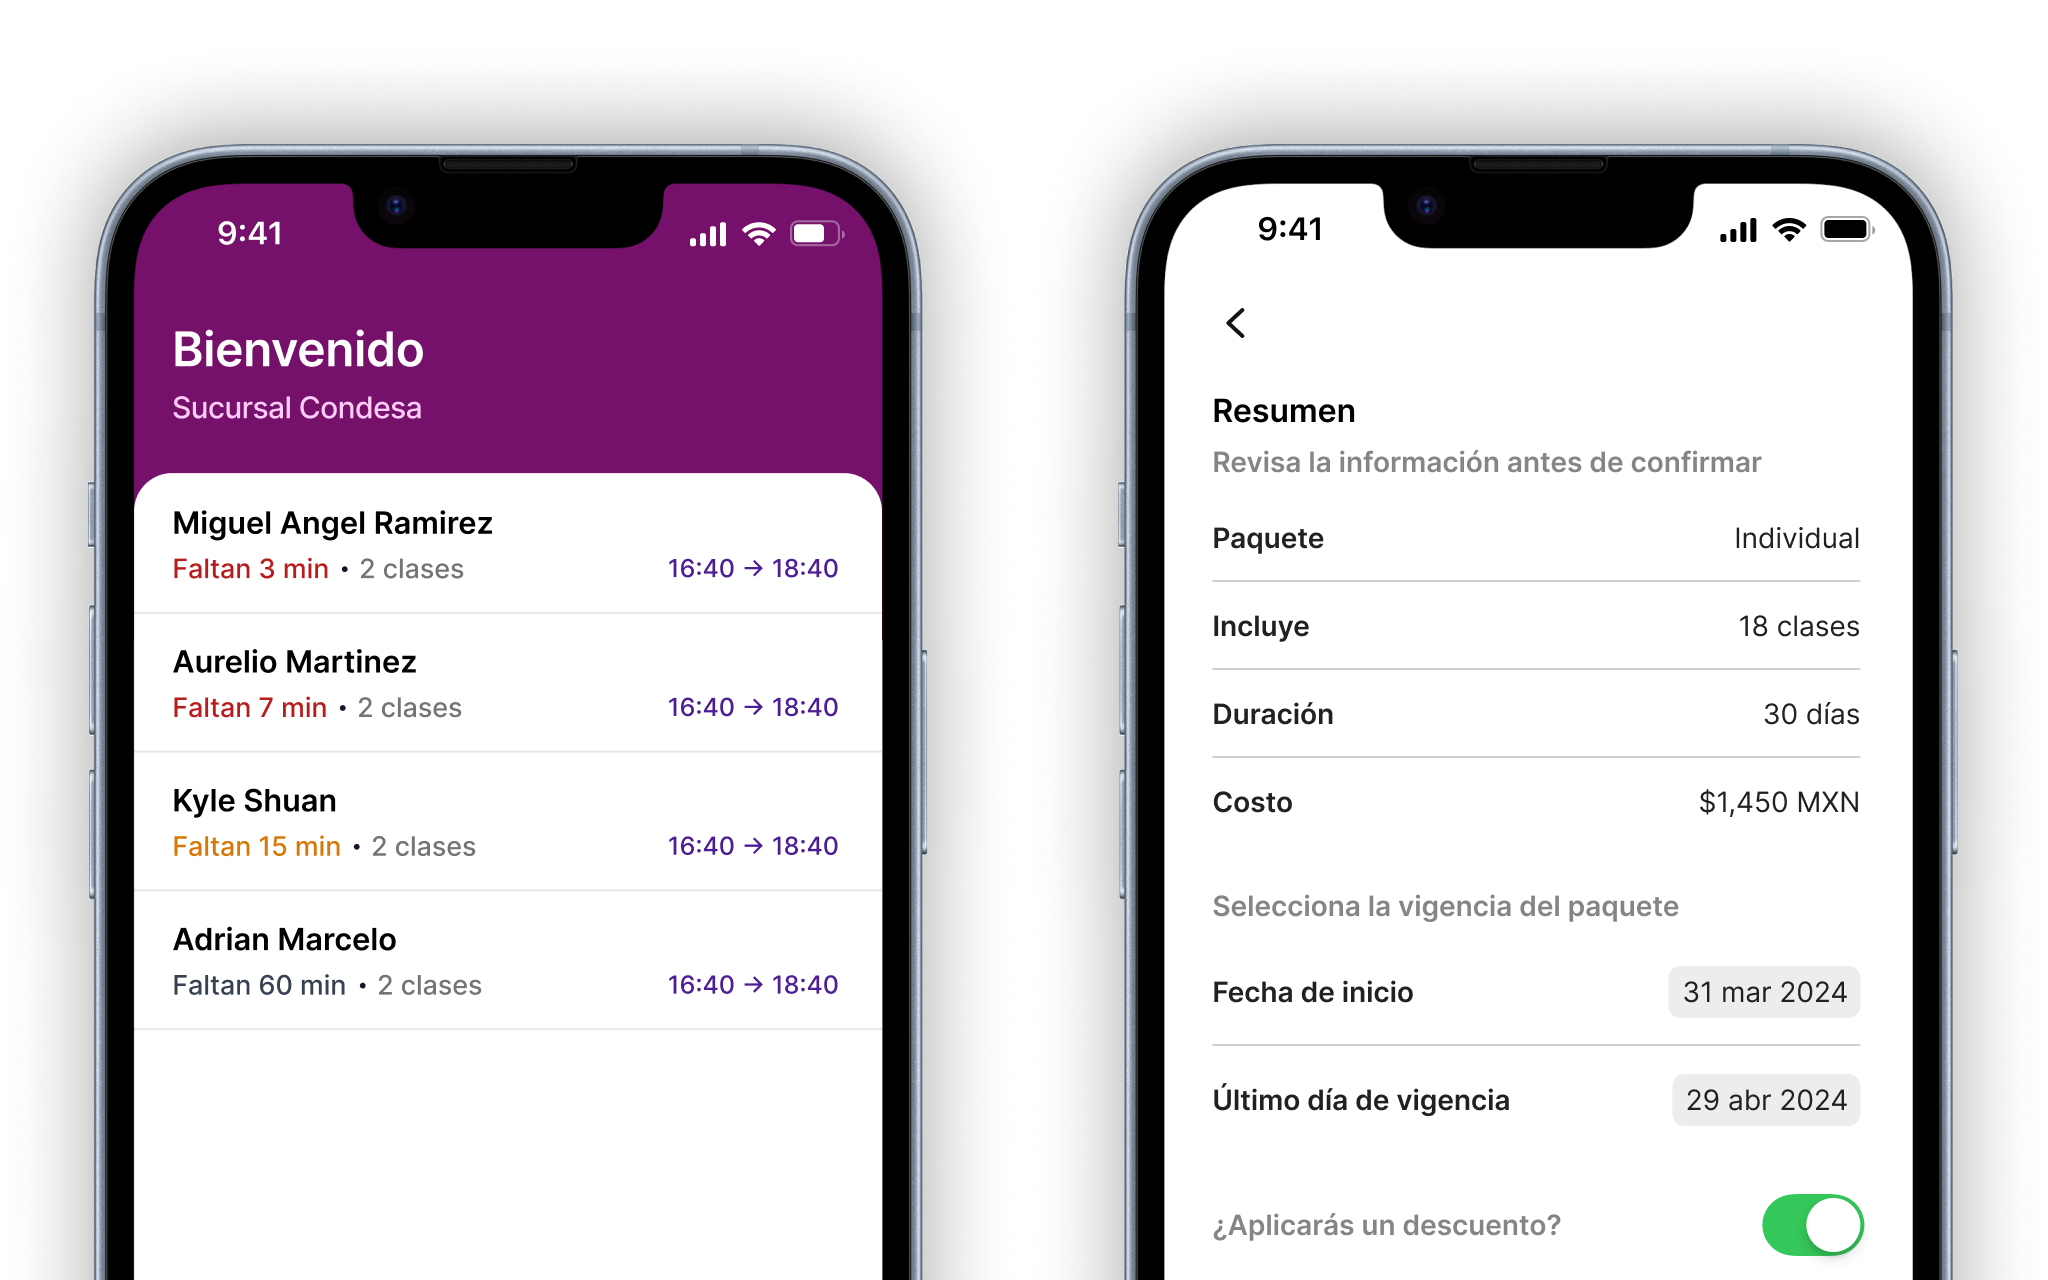 9:41
Bienvenido
Sucursal Condesa
Miguel Angel Ramirez
Faltan 3 min • 2 clases 16:40 → 18:40
Aurelio Martinez
Faltan 7 min • 2 clases 16:40 → 18:40
Kyle Shuan
Faltan 15 min • 2 clases 16:40 → 18:40
Adrian Marcelo
Faltan 60 min • 2 clases 16:40 → 18:40
9:41
Resumen
Revisa la información antes de confirmar
Paquete Individual
Incluye 18 clases
Duración 30 días
Costo $1,450 MXN
Selecciona la vigencia del paquete
Fecha de inicio 31 mar 2024
Último día de vigencia 29 abr 2024
¿Aplicarás un descuento?